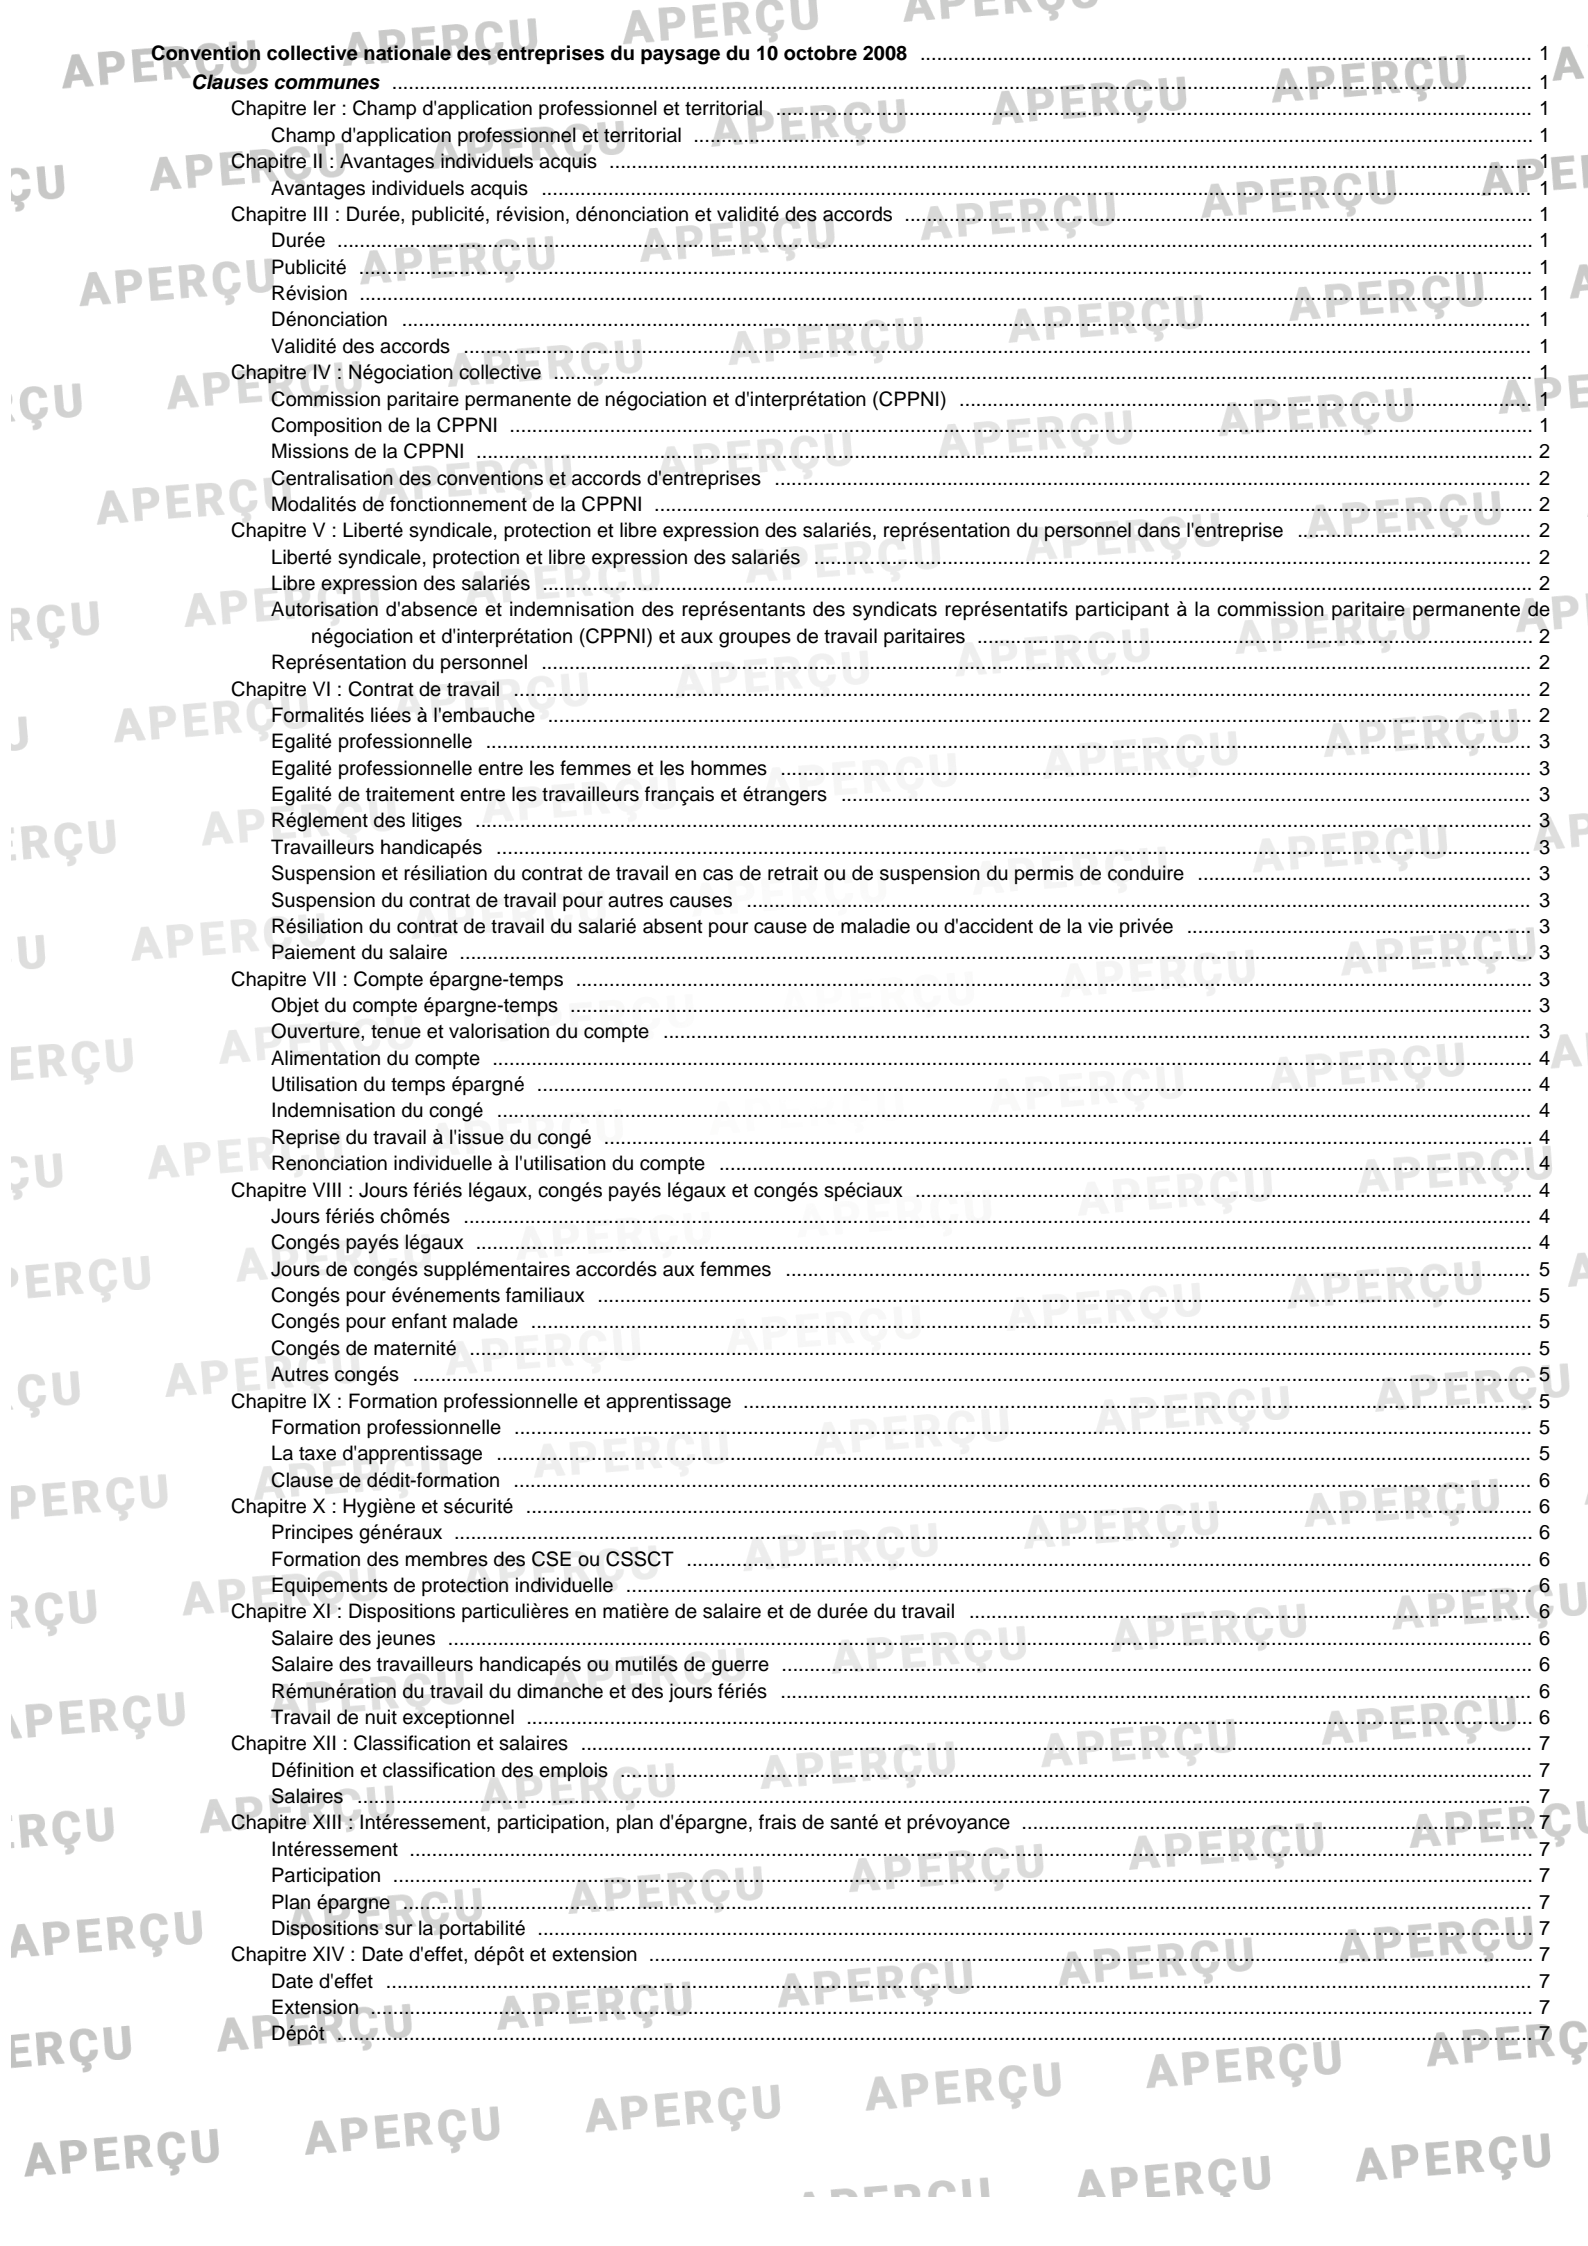 Convention collective nationale des entreprises du paysage du 10 octobre 2008 ... 1
Clauses communes ... 1
Chapitre Ier : Champ d'application professionnel et territorial ... 1
Champ d'application professionnel et territorial ... 1
Chapitre II : Avantages individuels acquis ... 1
Avantages individuels acquis ... 1
Chapitre III : Durée, publicité, révision, dénonciation et validité des accords ... 1
Durée ... 1
Publicité ... 1
Révision ... 1
Dénonciation ... 1
Validité des accords ... 1
Chapitre IV : Négociation collective ... 1
Commission paritaire permanente de négociation et d'interprétation (CPPNI) ... 1
Composition de la CPPNI ... 1
Missions de la CPPNI ... 2
Centralisation des conventions et accords d'entreprises ... 2
Modalités de fonctionnement de la CPPNI ... 2
Chapitre V : Liberté syndicale, protection et libre expression des salariés, représentation du personnel dans l'entreprise ... 2
Liberté syndicale, protection et libre expression des salariés ... 2
Libre expression des salariés ... 2
Autorisation d'absence et indemnisation des représentants des syndicats représentatifs participant à la commission paritaire permanente de
négociation et d'interprétation (CPPNI) et aux groupes de travail paritaires ... 2
Représentation du personnel ... 2
Chapitre VI : Contrat de travail ... 2
Formalités liées à l'embauche ... 2
Egalité professionnelle ... 3
Egalité professionnelle entre les femmes et les hommes ... 3
Egalité de traitement entre les travailleurs français et étrangers ... 3
Réglement des litiges ... 3
Travailleurs handicapés ... 3
Suspension et résiliation du contrat de travail en cas de retrait ou de suspension du permis de conduire ... 3
Suspension du contrat de travail pour autres causes ... 3
Résiliation du contrat de travail du salarié absent pour cause de maladie ou d'accident de la vie privée ... 3
Paiement du salaire ... 3
Chapitre VII : Compte épargne-temps ... 3
Objet du compte épargne-temps ... 3
Ouverture, tenue et valorisation du compte ... 3
Alimentation du compte ... 4
Utilisation du temps épargné ... 4
Indemnisation du congé ... 4
Reprise du travail à l'issue du congé ... 4
Renonciation individuelle à l'utilisation du compte ... 4
Chapitre VIII : Jours fériés légaux, congés payés légaux et congés spéciaux ... 4
Jours fériés chômés ... 4
Congés payés légaux ... 4
Jours de congés supplémentaires accordés aux femmes ... 5
Congés pour événements familiaux ... 5
Congés pour enfant malade ... 5
Congés de maternité ... 5
Autres congés ... 5
Chapitre IX : Formation professionnelle et apprentissage ... 5
Formation professionnelle ... 5
La taxe d'apprentissage ... 5
Clause de dédit-formation ... 6
Chapitre X : Hygiène et sécurité ... 6
Principes généraux ... 6
Formation des membres des CSE ou CSSCT ... 6
Equipements de protection individuelle ... 6
Chapitre XI : Dispositions particulières en matière de salaire et de durée du travail ... 6
Salaire des jeunes ... 6
Salaire des travailleurs handicapés ou mutilés de guerre ... 6
Rémunération du travail du dimanche et des jours fériés ... 6
Travail de nuit exceptionnel ... 6
Chapitre XII : Classification et salaires ... 7
Définition et classification des emplois ... 7
Salaires ... 7
Chapitre XIII : Intéressement, participation, plan d'épargne, frais de santé et prévoyance ... 7
Intéressement ... 7
Participation ... 7
Plan épargne ... 7
Dispositions sur la portabilité ... 7
Chapitre XIV : Date d'effet, dépôt et extension ... 7
Date d'effet ... 7
Extension ... 7
Dépôt ... 7
APERÇU